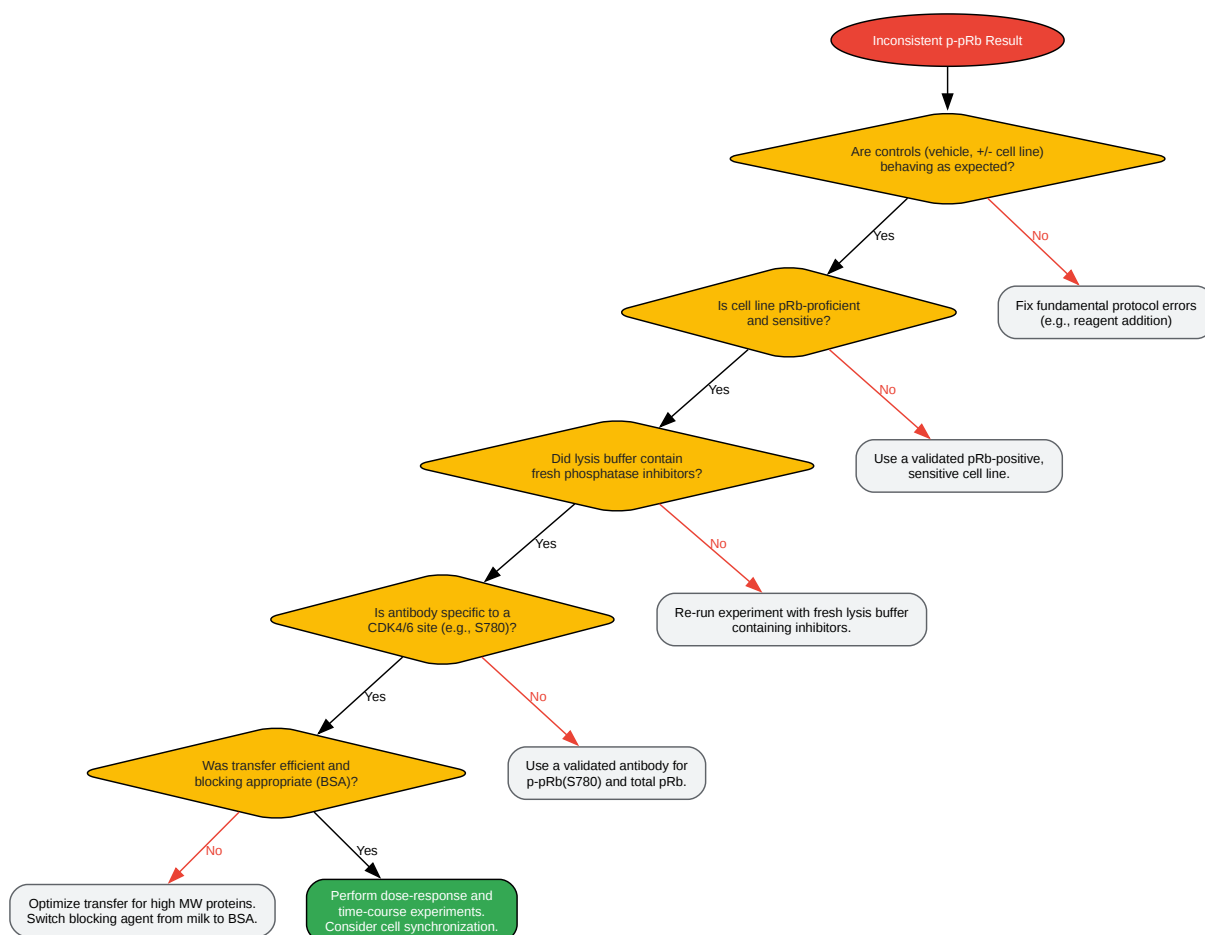 Inconsistent p-pRb Result
Are controls (vehicle, +/- cell line)
behaving as expected?
Yes
No
Is cell line pRb-proficient
and sensitive?
Fix fundamental protocol errors
(e.g., reagent addition)
Yes
No
Did lysis buffer contain
fresh phosphatase inhibitors?
Use a validated pRb-positive,
sensitive cell line.
Yes
No
Is antibody specific to a
CDK4/6 site (e.g., S780)?
Re-run experiment with fresh lysis buffer
containing inhibitors.
Yes
No
Was transfer efficient and
blocking appropriate (BSA)?
Use a validated antibody for
p-pRb(S780) and total pRb.
No
Yes
Optimize transfer for high MW proteins.
Switch blocking agent from milk to BSA.
Perform dose-response and
time-course experiments.
Consider cell synchronization.